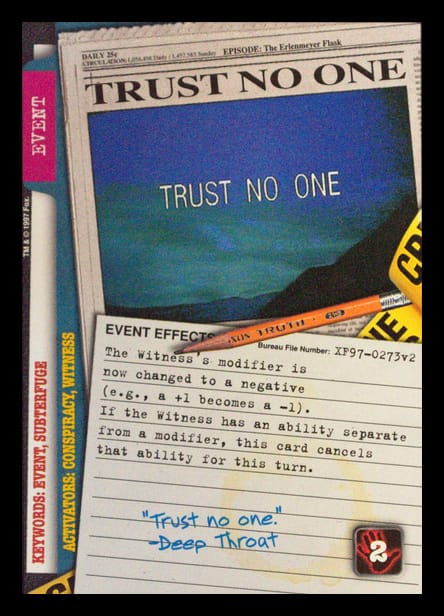 DAILY 25¢
CIRCULATION: 1,056,456 Daily / 1,457,583 Sunday
EPISODE: The Erlenmeyer Flask
TRUST NO ONE
TRUST NO ONE
EVENT
TM & © 1997 Fox.
KEYWORDS: EVENT, SUBTERFUGE
ACTIVATORS: CONSPIRACY, WITNESS
TRUTH
EVENT EFFECTS
Bureau File Number: XF97-0273v2
The Witness's modifier is
now changed to a negative
(e.g., a +1 becomes a -1).
If the Witness has an ability separate
from a modifier, this card cancels
that ability for this turn.
"Trust no one."
-Deep Throat
2